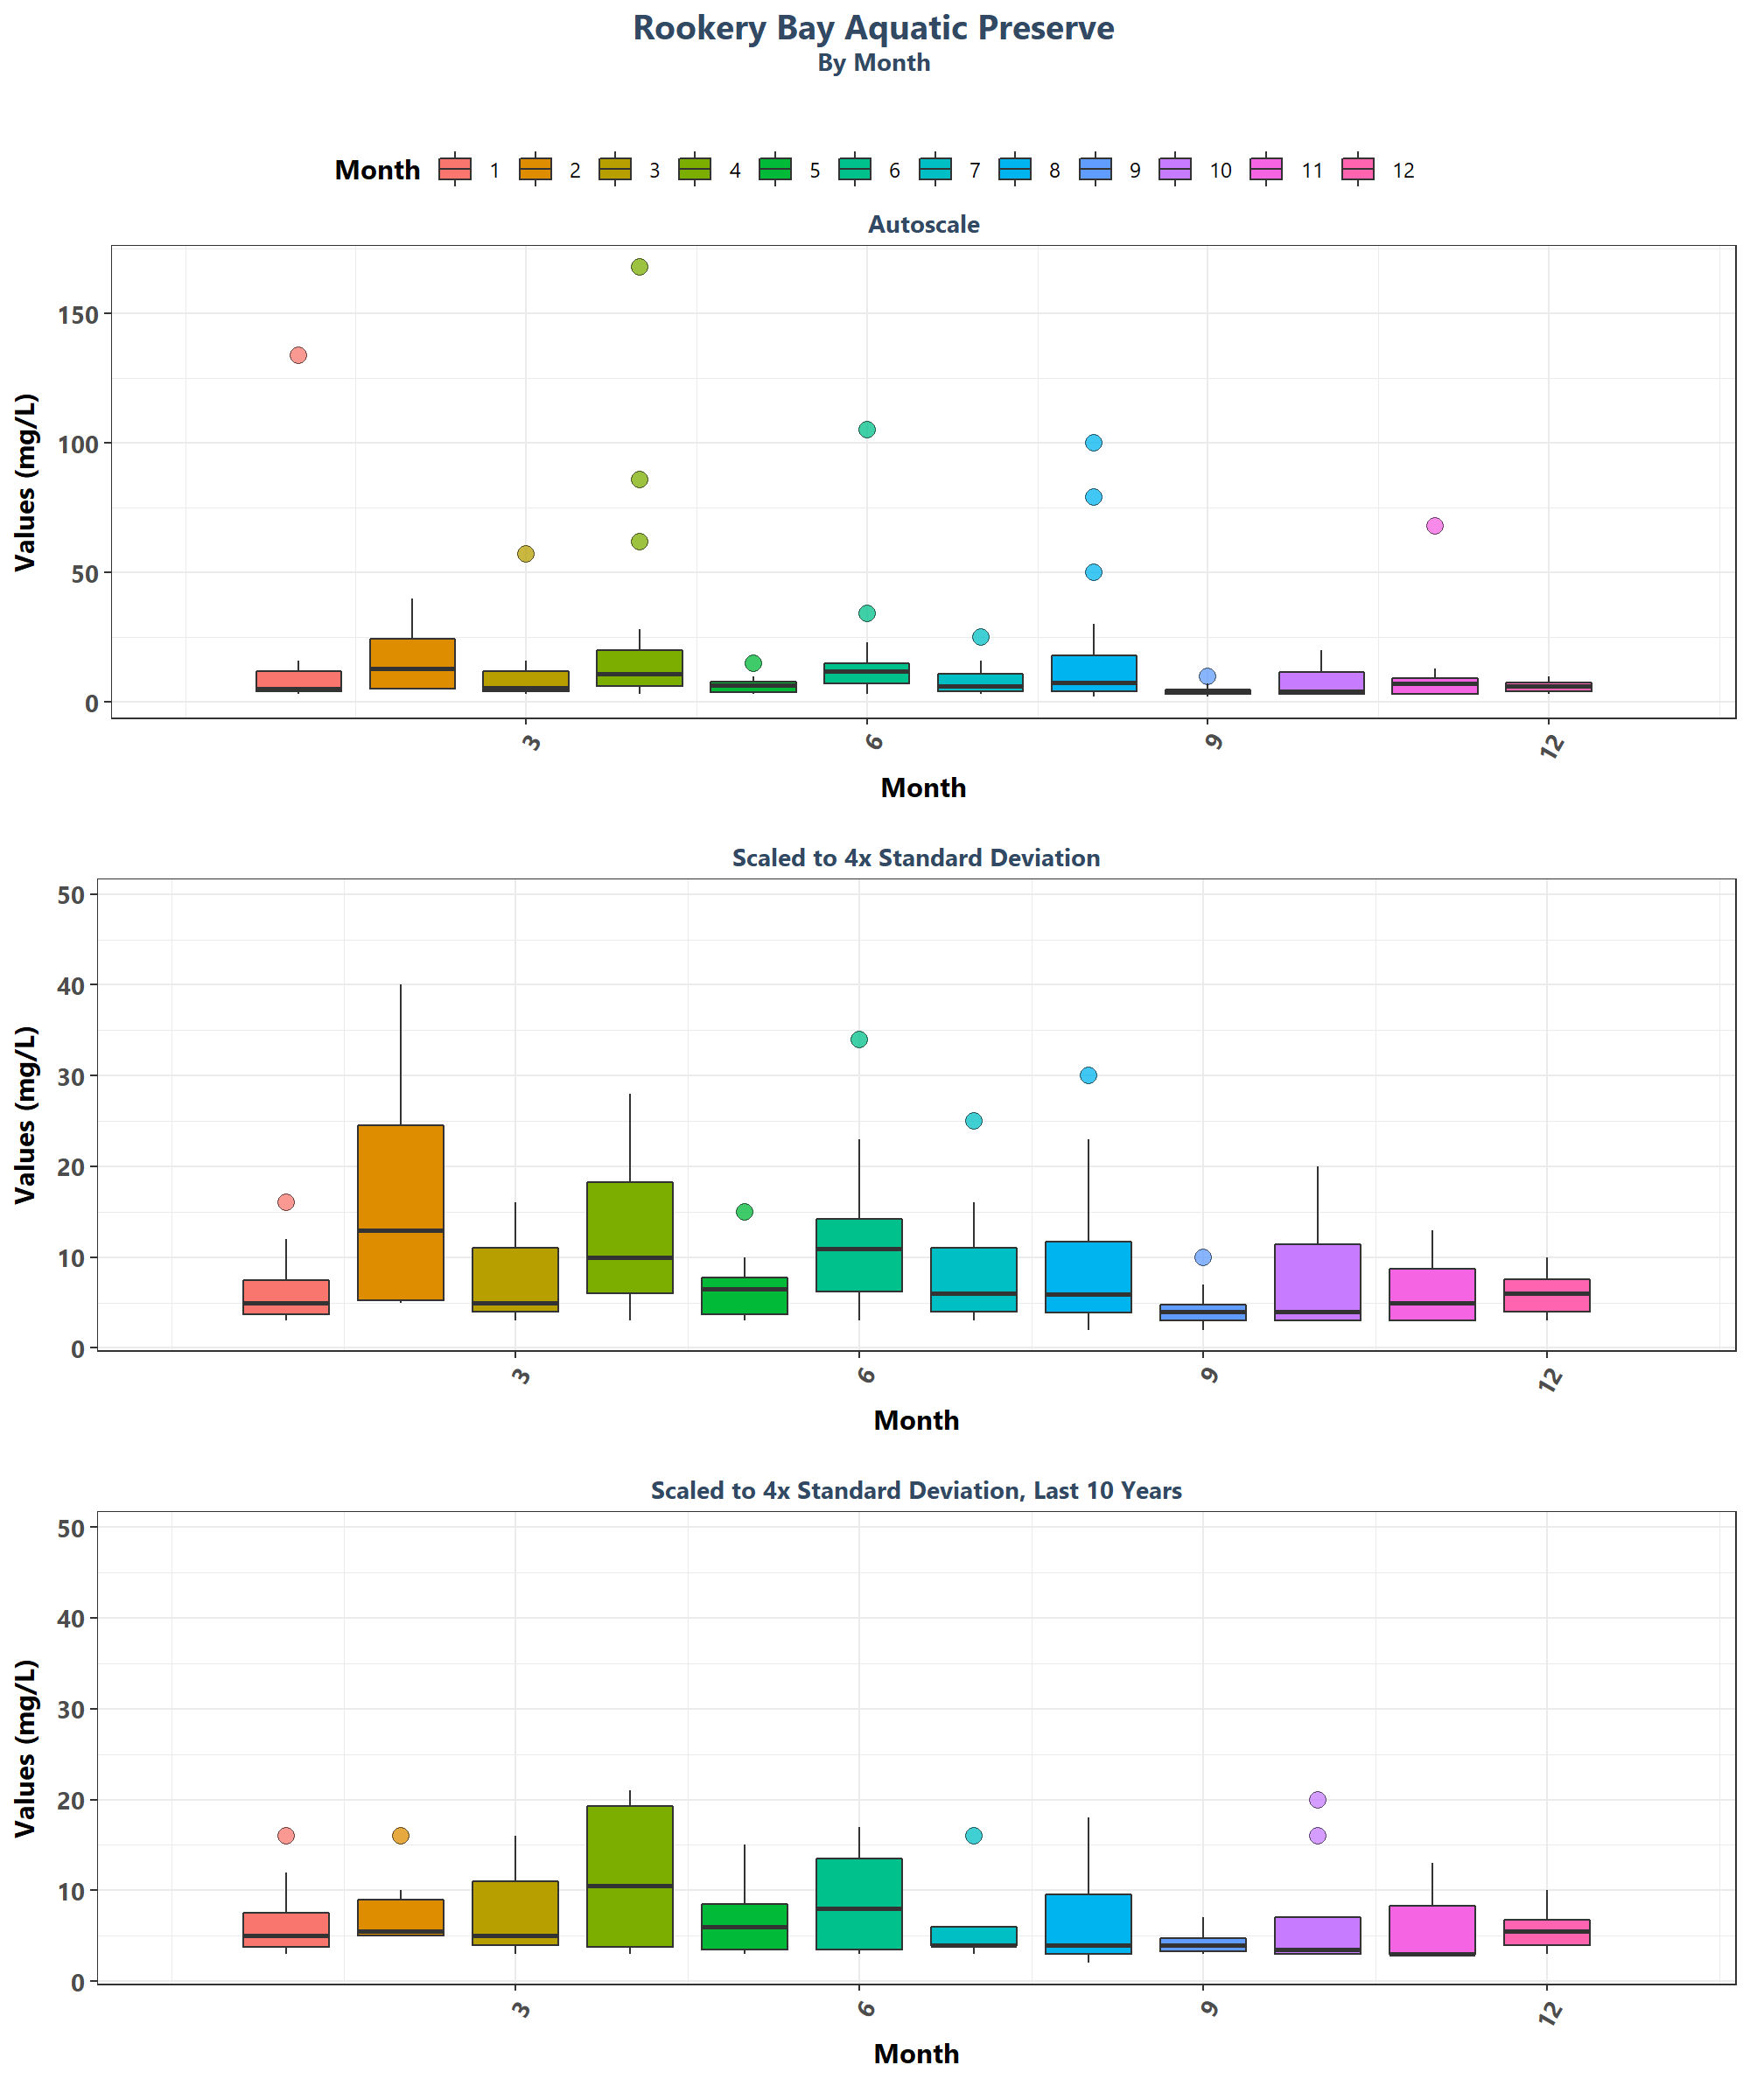 Rookery Bay Aquatic Preserve
By Month
Month 1 2 3 4 5 6 7 8 9 10 11 12
Autoscale
Values (mg/L)
150
100
50
0
3 6 9 12
Month
Scaled to 4x Standard Deviation
Values (mg/L)
50
40
30
20
10
0
3 6 9 12
Month
Scaled to 4x Standard Deviation, Last 10 Years
Values (mg/L)
50
40
30
20
10
0
3 6 9 12
Month